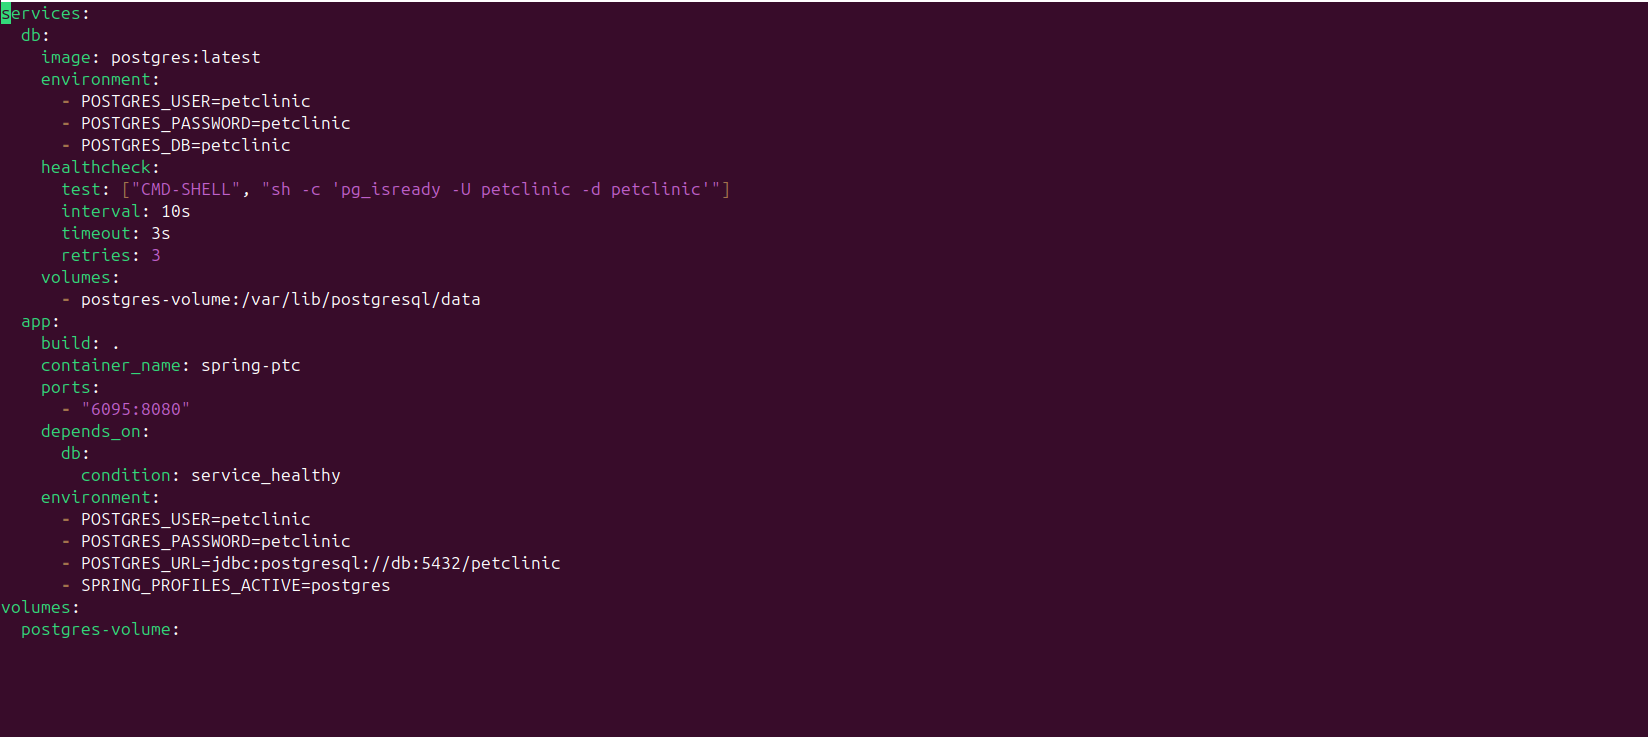 services:
  db:
    image: postgres:latest
    environment:
      - POSTGRES_USER=petclinic
      - POSTGRES_PASSWORD=petclinic
      - POSTGRES_DB=petclinic
    healthcheck:
      test: ["CMD-SHELL", "sh -c 'pg_isready -U petclinic -d petclinic'"]
      interval: 10s
      timeout: 3s
      retries: 3
    volumes:
      - postgres-volume:/var/lib/postgresql/data
  app:
    build: .
    container_name: spring-ptc
    ports:
      - "6095:8080"
    depends_on:
      db:
        condition: service_healthy
    environment:
      - POSTGRES_USER=petclinic
      - POSTGRES_PASSWORD=petclinic
      - POSTGRES_URL=jdbc:postgresql://db:5432/petclinic
      - SPRING_PROFILES_ACTIVE=postgres
volumes:
  postgres-volume: